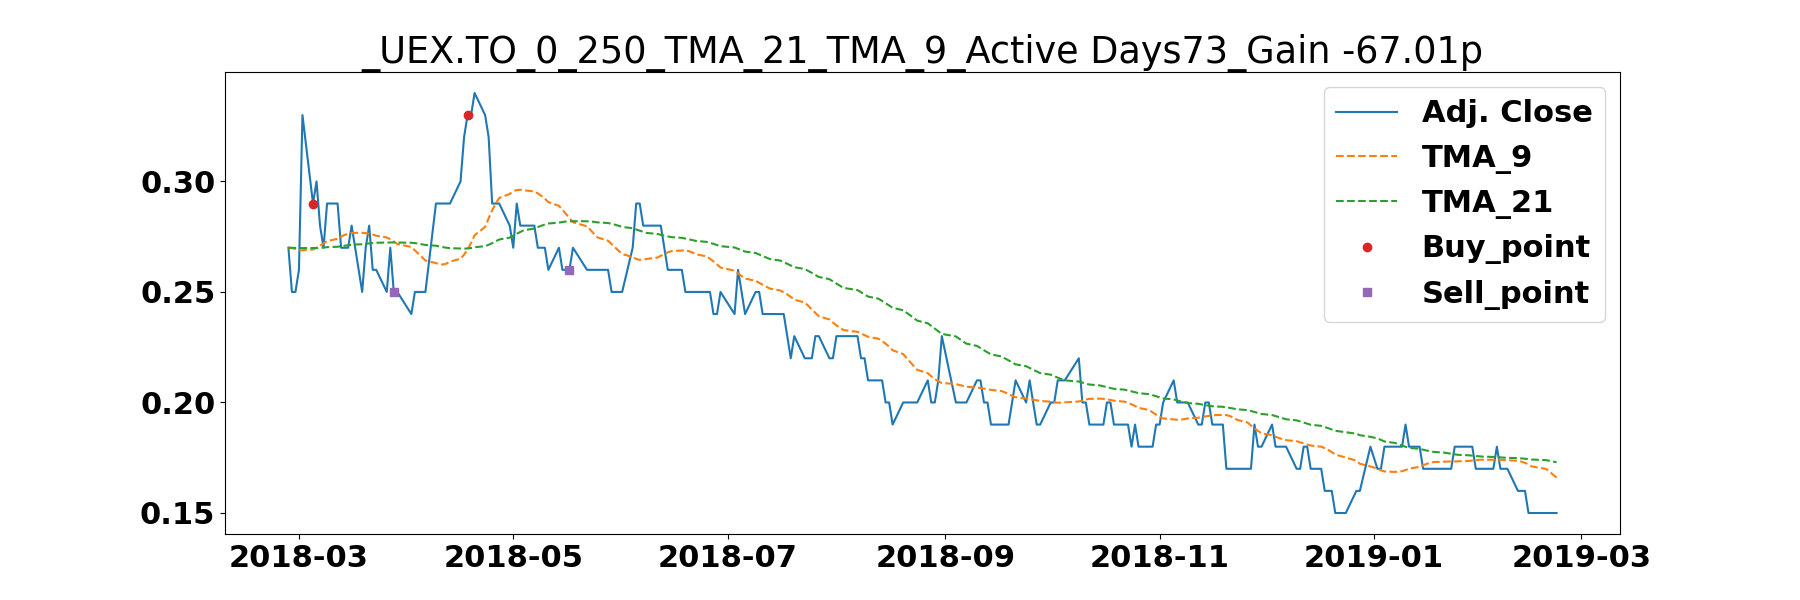 _UEX.TO_0_250_TMA_21_TMA_9_Active Days73_Gain -67.01p
Adj. Close
TMA_9
TMA_21
Buy_point
Sell_point
0.30
0.25
0.20
0.15
2018-03 2018-05 2018-07 2018-09 2018-11 2019-01 2019-03